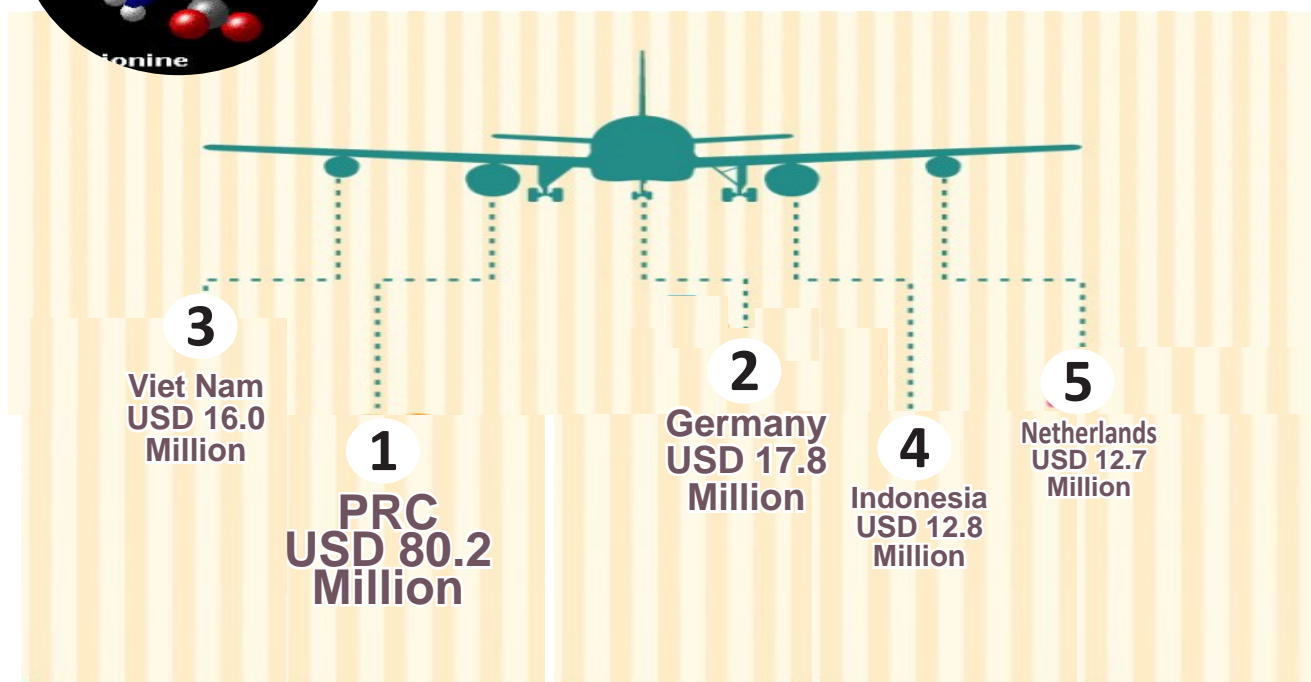 ionine
3
Viet Nam
USD 16.0
Million
1
PRC
USD 80.2
Million
2
Germany
USD 17.8
Million
4
Indonesia
USD 12.8
Million
5
Netherlands
USD 12.7
Million